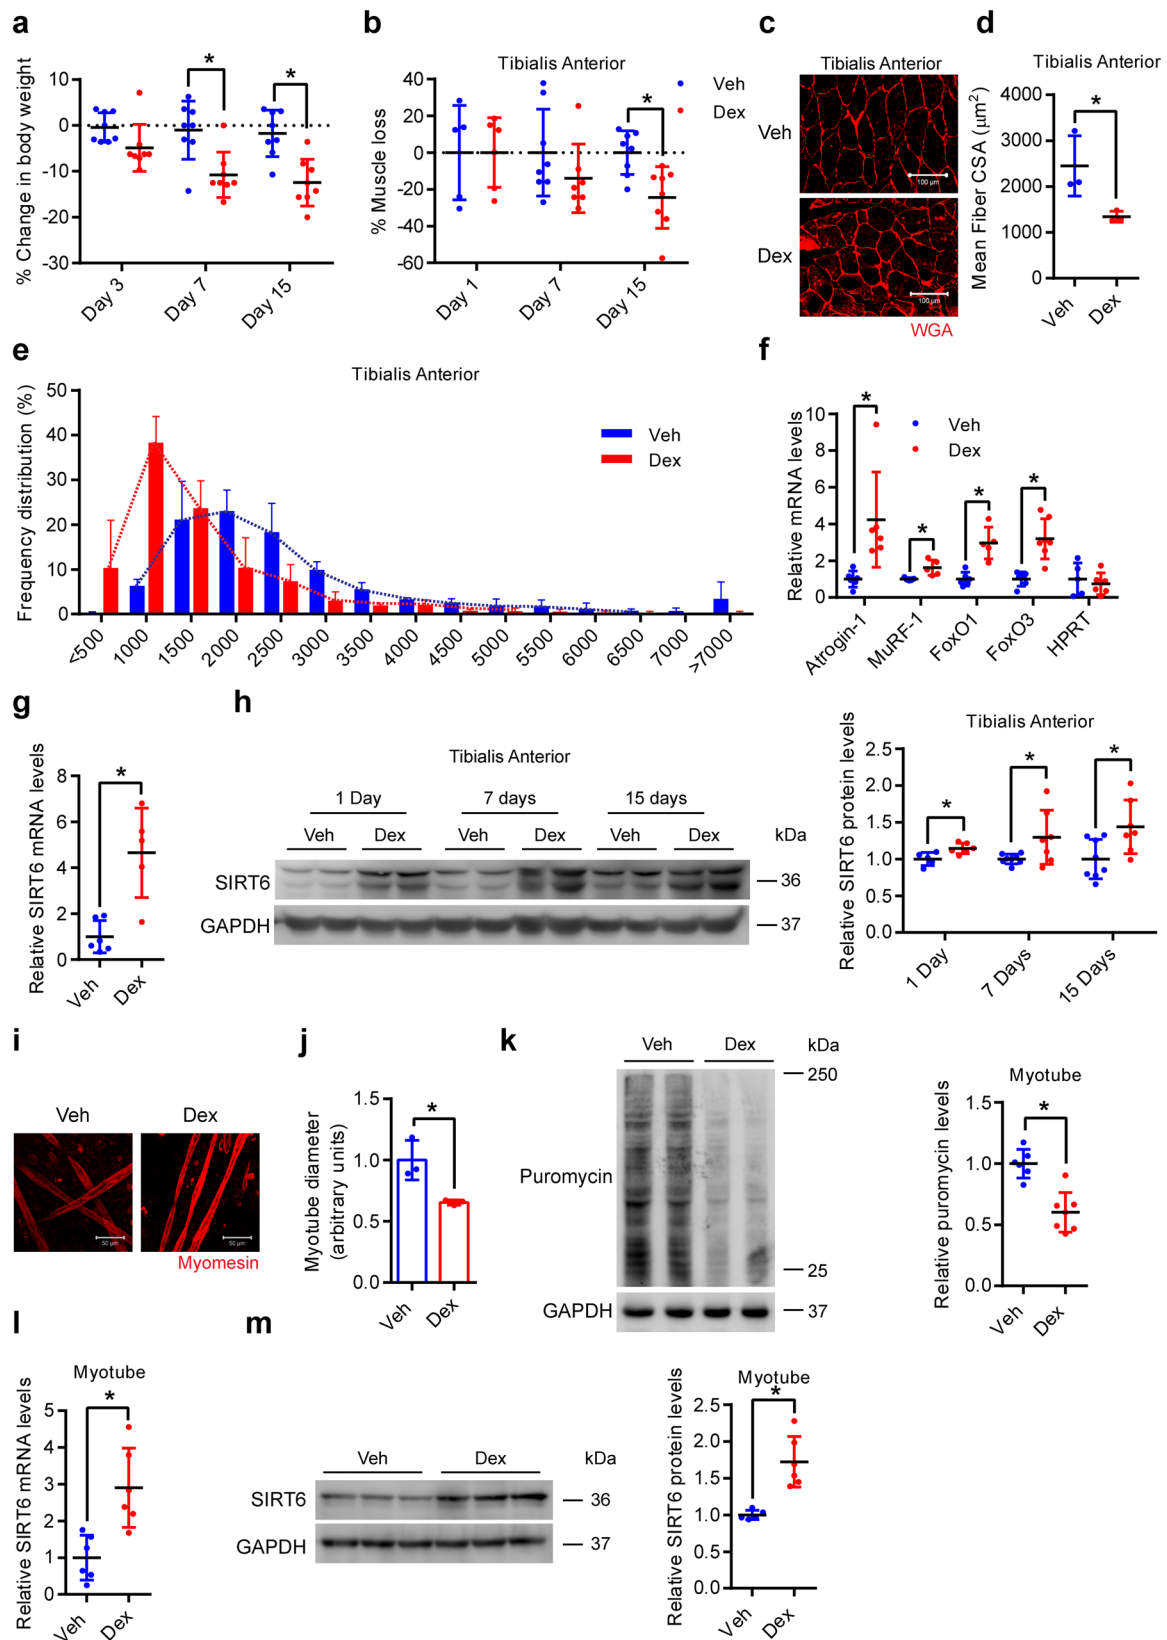 a
% Change in body weight
10
0
-10
-20
-30
*
*
Day 3
Day 7
Day 15
b
Tibialis Anterior
% Muscle loss
40
20
0
-20
-40
-60
*
Day 1
Day 7
Day 15
Veh
Dex
c
Tibialis Anterior
Veh
100 µm
Dex
100 µm
WGA
d
Tibialis Anterior
Mean Fiber CSA (µm²)
4000
3000
2000
1000
0
*
Veh
Dex
e
Tibialis Anterior
Frequency distribution (%)
50
40
30
20
10
0
Veh
Dex
<500
1000
1500
2000
2500
3000
3500
4000
4500
5000
5500
6000
6500
7000
>7000
f
Relative mRNA levels
10
8
6
4
2
0
Veh
Dex
*
*
*
*
Atrogin-1
MuRF-1
FoxO1
FoxO3
HPRT
g
Relative SIRT6 mRNA levels
8
6
4
2
0
*
Veh
Dex
h
Tibialis Anterior
1 Day
7 days
15 days
Veh
Dex
Veh
Dex
Veh
Dex
kDa
SIRT6
36
GAPDH
37
Tibialis Anterior
Relative SIRT6 protein levels
2.5
2.0
1.5
1.0
0.5
0.0
*
*
*
1 Day
7 Days
15 Days
i
Veh
Dex
50 µm
50 µm
Myomesin
j
Myotube diameter
(arbitrary units)
1.5
1.0
0.5
0.0
*
Veh
Dex
k
Veh
Dex
kDa
250
Puromycin
25
GAPDH
37
Myotube
Relative puromycin levels
1.5
1.0
0.5
0.0
*
Veh
Dex
l
Myotube
Relative SIRT6 mRNA levels
5
4
3
2
1
0
*
Veh
Dex
m
Veh
Dex
kDa
SIRT6
36
GAPDH
37
Myotube
Relative SIRT6 protein levels
2.5
2.0
1.5
1.0
0.5
0.0
*
Veh
Dex